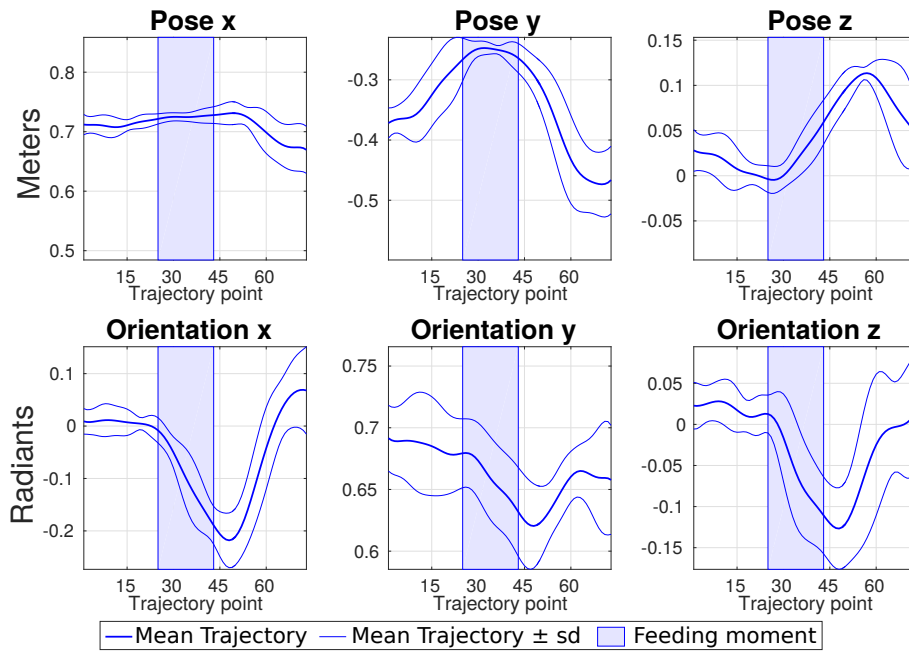 Pose x
Pose y
Pose z
Meters
0.8
0.7
0.6
0.5
-0.3
-0.4
-0.5
0.15
0.1
0.05
0
-0.05
15 30 45 60
15 30 45 60
15 30 45 60
Trajectory point
Trajectory point
Trajectory point
Orientation x
Orientation y
Orientation z
Radiants
0.1
0
-0.1
-0.2
0.75
0.7
0.65
0.6
0.05
0
-0.05
-0.1
-0.15
15 30 45 60
15 30 45 60
15 30 45 60
Trajectory point
Trajectory point
Trajectory point
Mean Trajectory Mean Trajectory ± sd Feeding moment